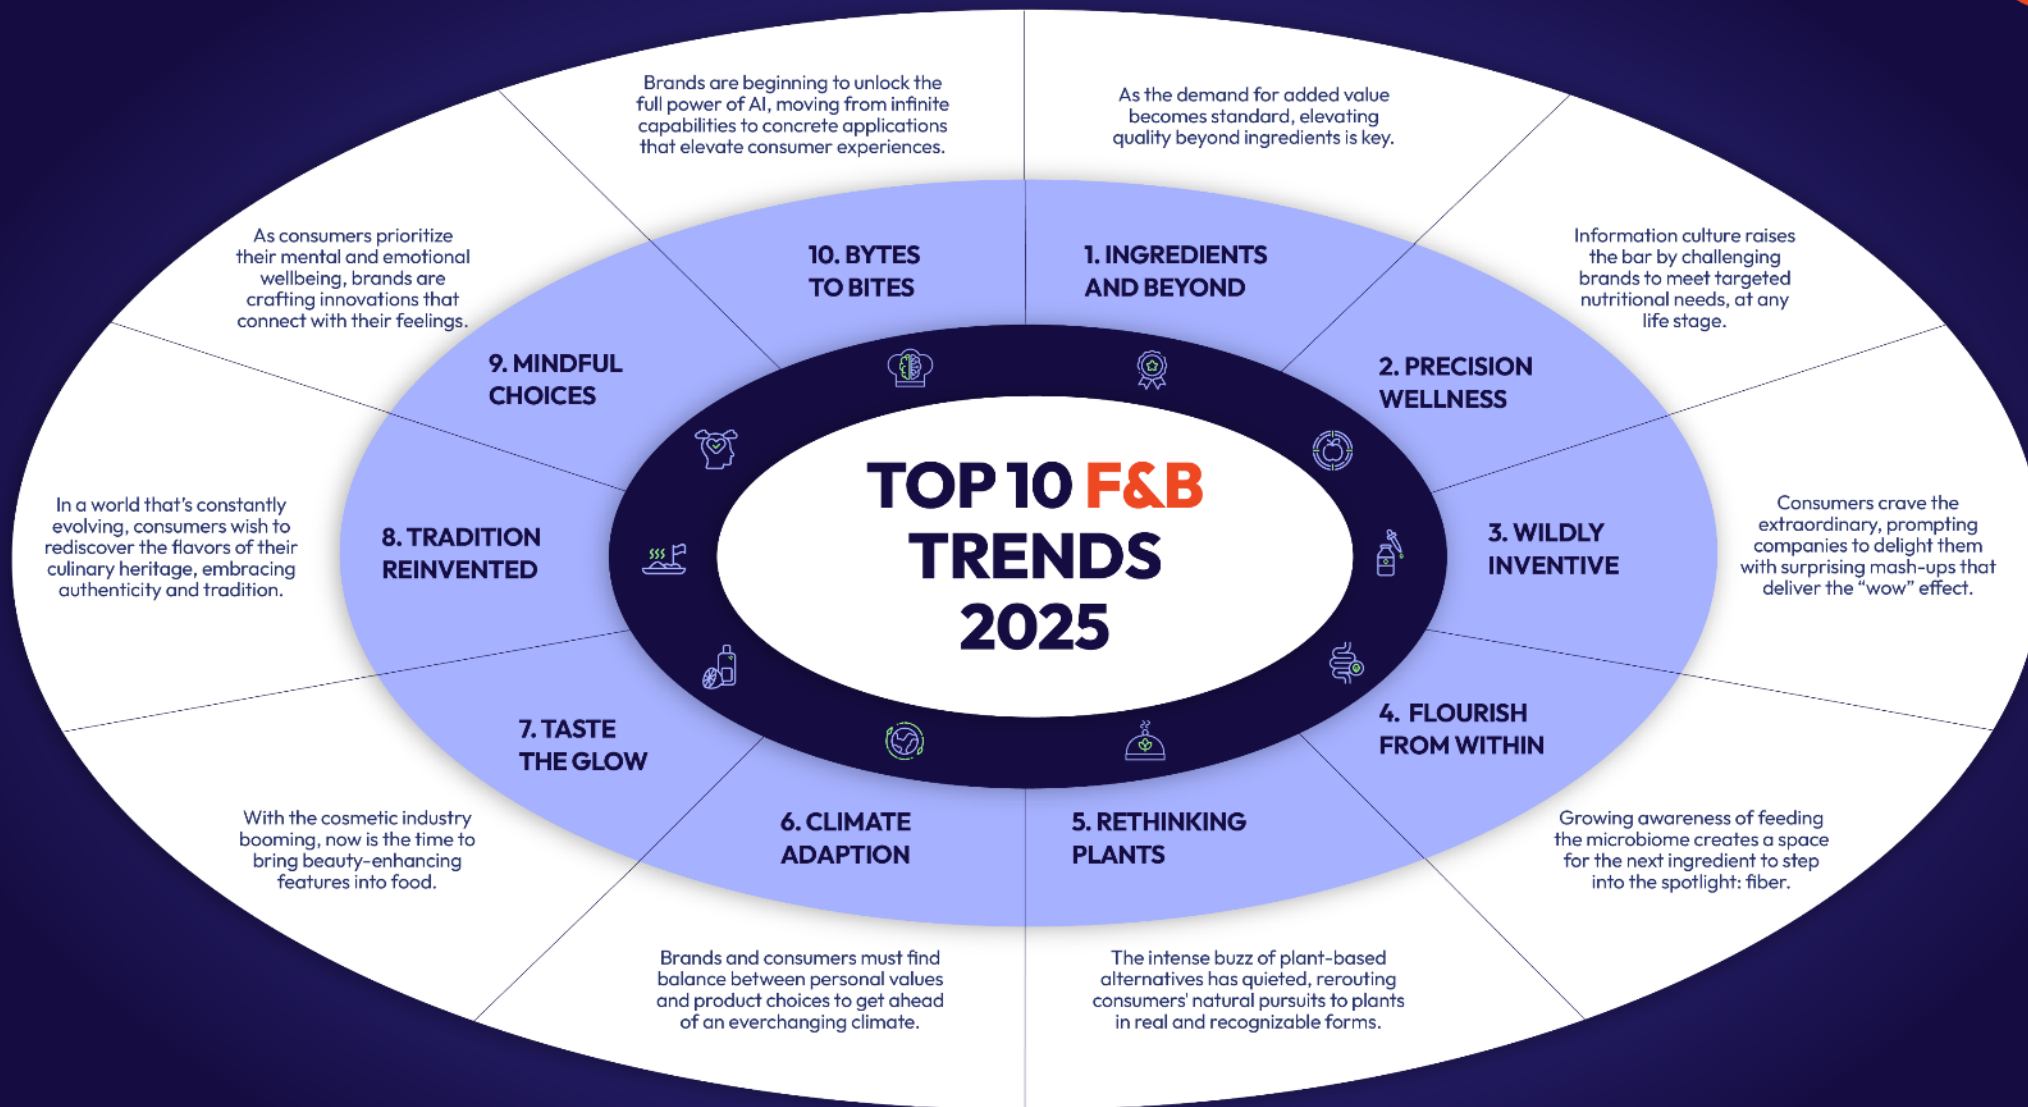 TOP 10 F&B
TRENDS
2025
1. INGREDIENTS
AND BEYOND
As the demand for added value
becomes standard, elevating
quality beyond ingredients is key.
2. PRECISION
WELLNESS
Information culture raises
the bar by challenging
brands to meet targeted
nutritional needs, at any
life stage.
3. WILDLY
INVENTIVE
Consumers crave the
extraordinary, prompting
companies to delight them
with surprising mash-ups that
deliver the “wow” effect.
4. FLOURISH
FROM WITHIN
Growing awareness of feeding
the microbiome creates a space
for the next ingredient to step
into the spotlight: fiber.
5. RETHINKING
PLANTS
The intense buzz of plant-based
alternatives has quieted, rerouting
consumers' natural pursuits to plants
in real and recognizable forms.
6. CLIMATE
ADAPTION
Brands and consumers must find
balance between personal values
and product choices to get ahead
of an everchanging climate.
7. TASTE
THE GLOW
With the cosmetic industry
booming, now is the time to
bring beauty-enhancing
features into food.
8. TRADITION
REINVENTED
In a world that’s constantly
evolving, consumers wish to
rediscover the flavors of their
culinary heritage, embracing
authenticity and tradition.
9. MINDFUL
CHOICES
As consumers prioritize
their mental and emotional
wellbeing, brands are
crafting innovations that
connect with their feelings.
10. BYTES
TO BITES
Brands are beginning to unlock the
full power of AI, moving from infinite
capabilities to concrete applications
that elevate consumer experiences.